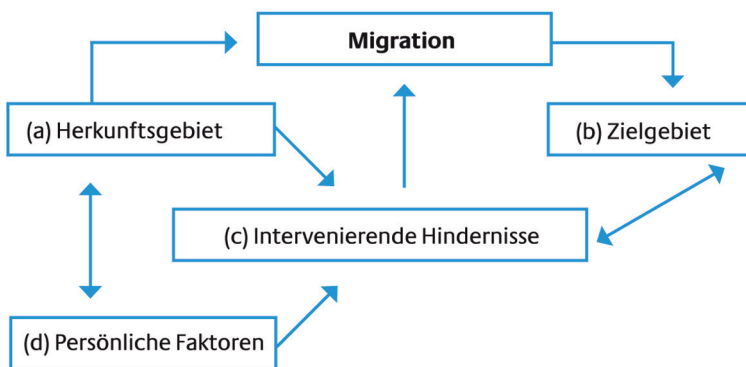 Migration
(a) Herkunftsgebiet
(b) Zielgebiet
(c) Intervenierende Hindernisse
(d) Persönliche Faktoren